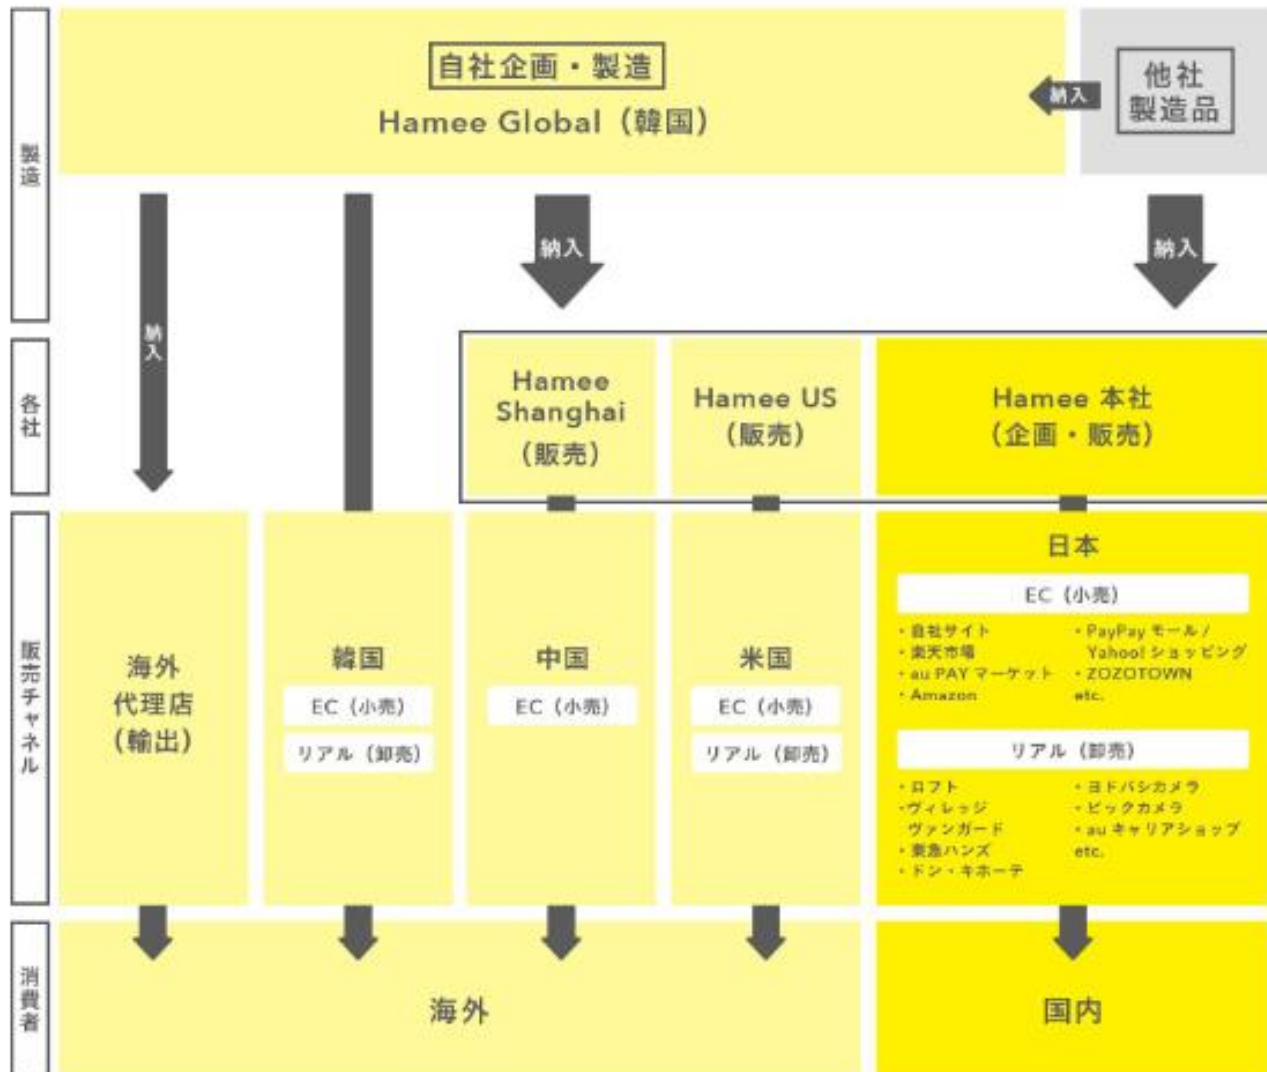 製造
自社企画・製造
Hamee Global（韓国）
納入
他社
製造品
納入
納入
納入
各社
Hamee
Shanghai
（販売）
Hamee US
（販売）
Hamee 本社
（企画・販売）
販売チャネル
海外
代理店
（輸出）
韓国
EC（小売）
リアル（卸売）
中国
EC（小売）
米国
EC（小売）
リアル（卸売）
日本
EC（小売）
・自社サイト
・楽天市場
・au PAY マーケット
・Amazon
・PayPay モール /
Yahoo! ショッピング
・ZOZOTOWN
etc.
リアル（卸売）
・ロフト
・ヴィレッジ
ヴァンガード
・東急ハンズ
・ドン・キホーテ
・ヨドバシカメラ
・ビックカメラ
・au キャリアショップ
etc.
消費者
海外
国内